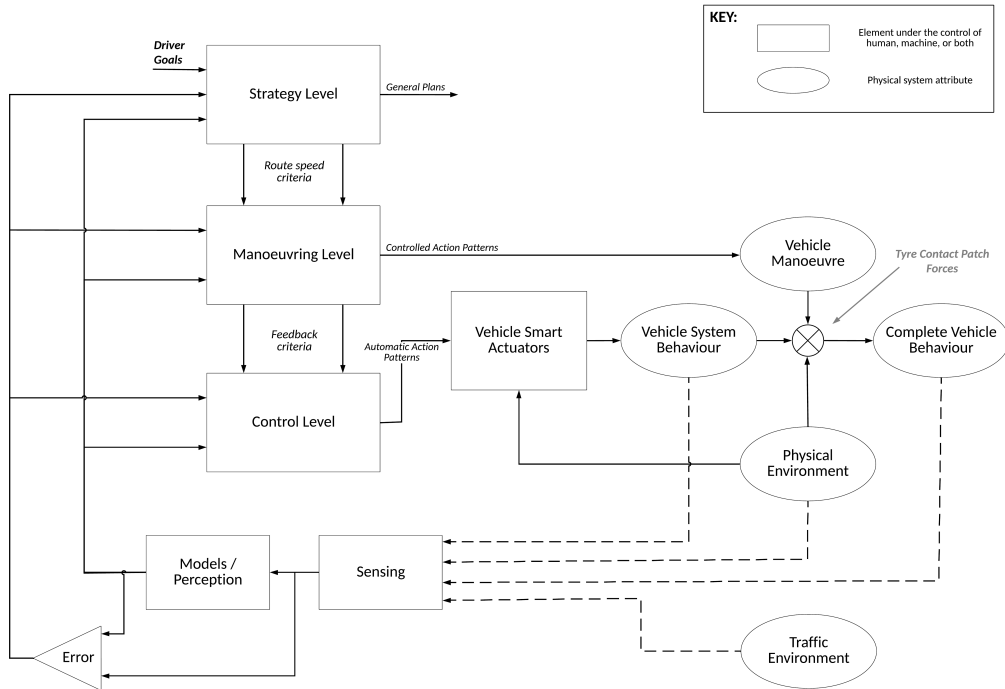 KEY:
Element under the control of
human, machine, or both
Physical system attribute
Driver
Goals
Strategy Level
General Plans
Route speed
criteria
Manoeuvring Level
Controlled Action Patterns
Vehicle
Manoeuvre
Tyre Contact Patch
Forces
Feedback
criteria
Automatic Action
Patterns
Vehicle Smart
Actuators
Vehicle System
Behaviour
Complete Vehicle
Behaviour
Control Level
Physical
Environment
Models /
Perception
Sensing
Error
Traffic
Environment